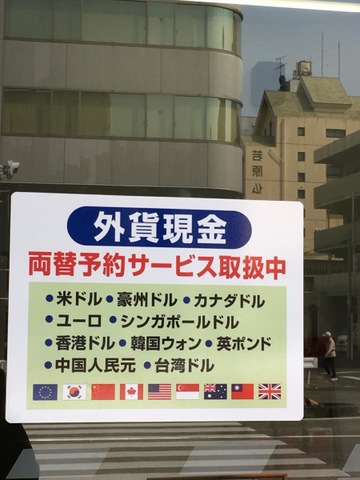 外貨現金
両替予約サービス取扱中
●米ドル ●豪州ドル ●カナダドル
●ユーロ ●シンガポールドル
●香港ドル ●韓国ウォン ●英ポンド
●中国人民元 ●台湾ドル
若原仏